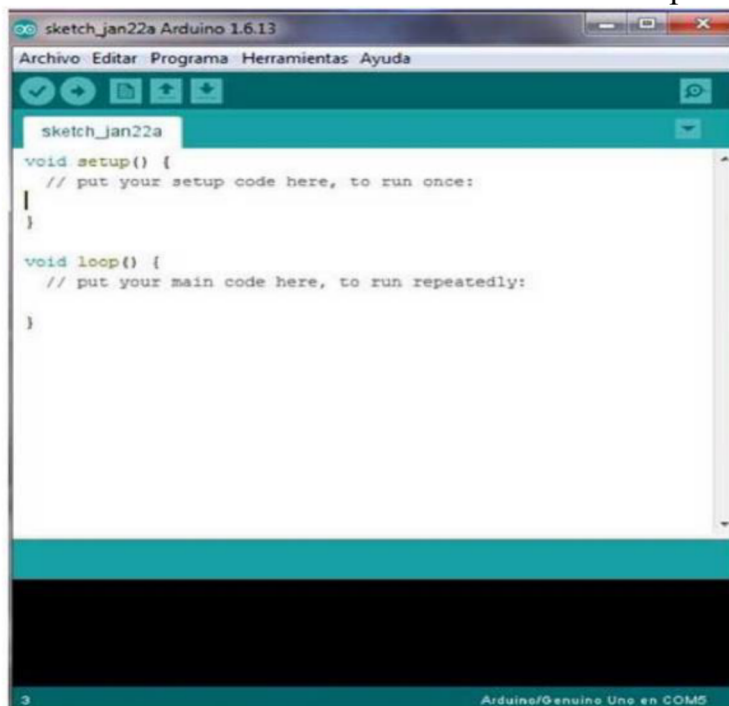 sketch_jan22a Arduino 1.6.13
Archivo Editar Programa Herramientas Ayuda
sketch_jan22a
void setup() {
// put your setup code here, to run once:
}
void loop() {
// put your main code here, to run repeatedly:
}
3
Arduino/Genuino Uno en COM5